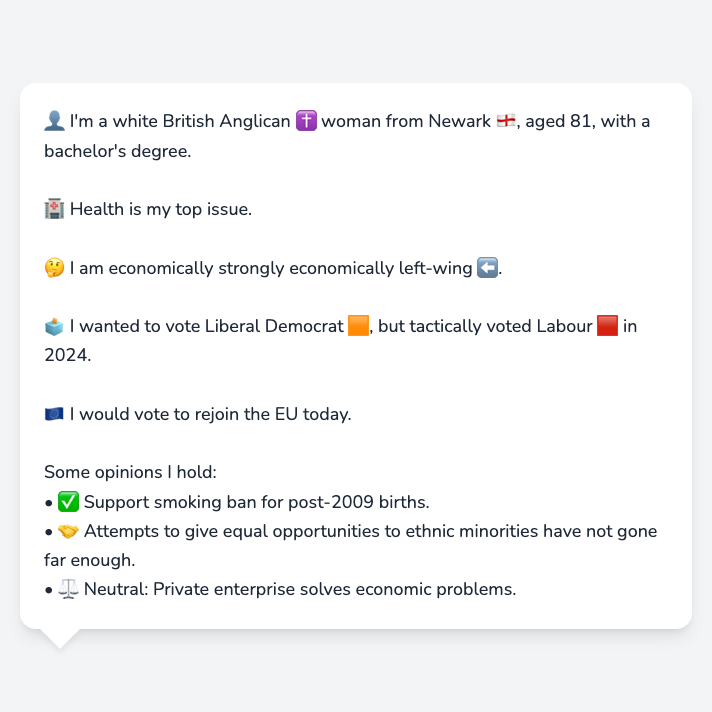 👤 I'm a white British Anglican ✝️ woman from Newark 🏴󠁧󠁢󠁥󠁮󠁧󠁿, aged 81, with a
bachelor's degree.
🏥 Health is my top issue.
🤔 I am economically strongly economically left-wing ⬅️.
🗳️ I wanted to vote Liberal Democrat 🟧, but tactically voted Labour 🟥 in
2024.
🇪🇺 I would vote to rejoin the EU today.
Some opinions I hold:
• ✅ Support smoking ban for post-2009 births.
• 🤝 Attempts to give equal opportunities to ethnic minorities have not gone
far enough.
• ⚖️ Neutral: Private enterprise solves economic problems.